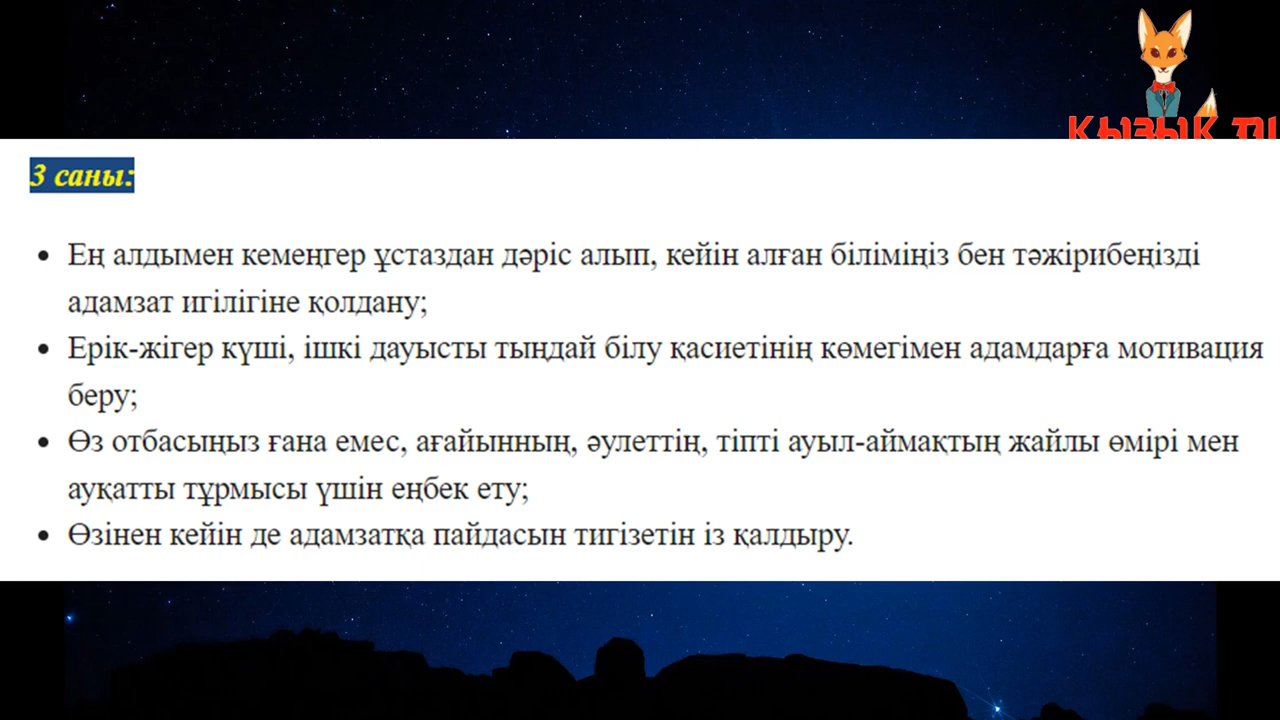 ҚЫЗЫҚ TU
3 саны:
Ең алдымен кемеңгер ұстаздан дәріс алып, кейін алған біліміңіз бен тәжірибеңізді
адамзат игілігіне қолдану;
Ерік-жігер күші, ішкі дауысты тыңдай білу қасиетінің көмегімен адамдарға мотивация
беру;
Өз отбасыңыз ғана емес, ағайынның, әулеттің, тіпті ауыл-аймақтың жайлы өмірі мен
ауқатты тұрмысы үшін еңбек ету;
Өзінен кейін де адамзатқа пайдасын тигізетін із қалдыру.